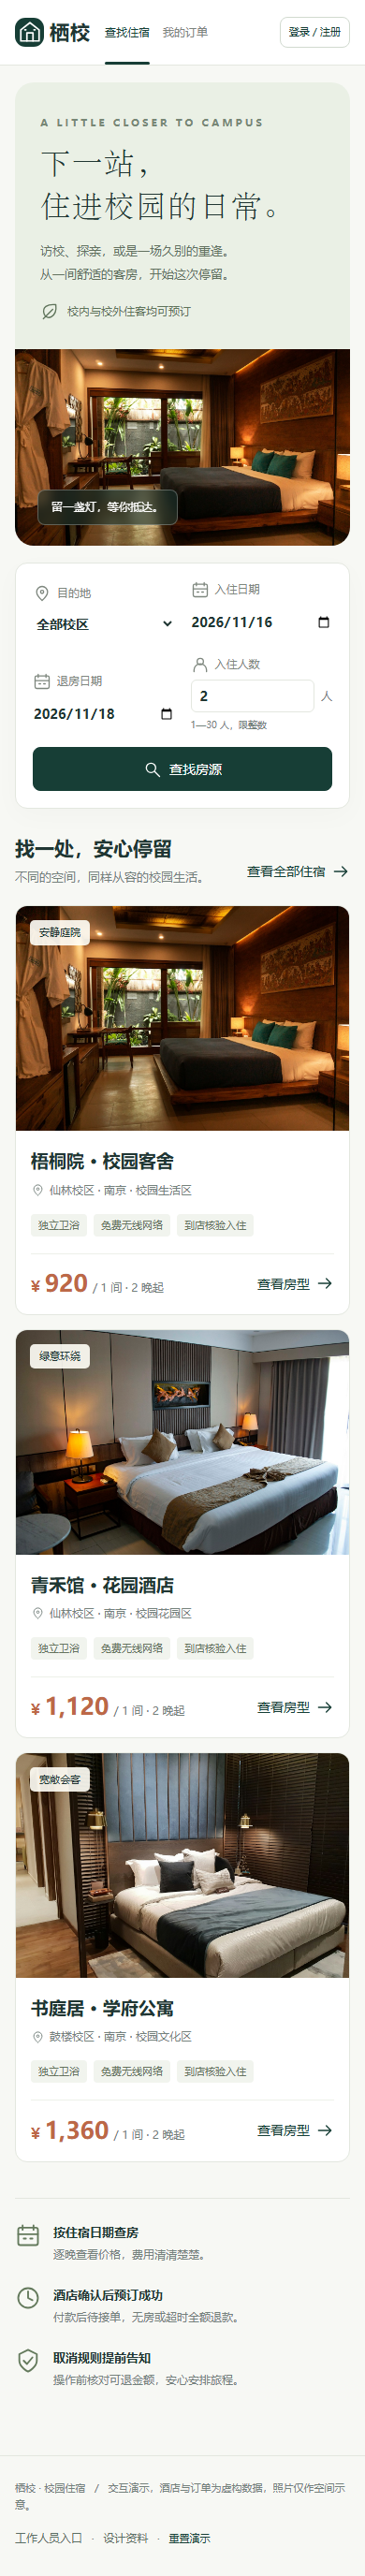 栖校
查找住宿
我的订单
登录 / 注册
A LITTLE CLOSER TO CAMPUS
下一站，
住进校园的日常。
访校、探亲，或是一场久别的重逢。
从一间舒适的客房，开始这次停留。
校内与校外住客均可预订
留一盏灯，等你抵达。
目的地
全部校区
入住日期
2026/11/16
退房日期
2026/11/18
入住人数
2 人
1—30 人，限整数
查找房源
找一处，安心停留
不同的空间，同样从容的校园生活。
查看全部住宿
安静庭院
梧桐院・校园客舍
仙林校区 · 南京 · 校园生活区
独立卫浴
免费无线网络
到店核验入住
¥ 920 / 1 间 · 2 晚起
查看房型
绿意环绕
青禾馆・花园酒店
仙林校区 · 南京 · 校园花园区
独立卫浴
免费无线网络
到店核验入住
¥ 1,120 / 1 间 · 2 晚起
查看房型
宽敞会客
书庭居・学府公寓
鼓楼校区 · 南京 · 校园文化区
独立卫浴
免费无线网络
到店核验入住
¥ 1,360 / 1 间 · 2 晚起
查看房型
按住宿日期查房
逐晚查看价格，费用清清楚楚。
酒店确认后预订成功
付款后待接单，无房或超时全额退款。
取消规则提前告知
操作前核对可退金额，安心安排旅程。
栖校 · 校园住宿 / 交互演示，酒店与订单为虚构数据，照片仅作空间示
意。
工作人员入口 · 设计资料 · 重置演示